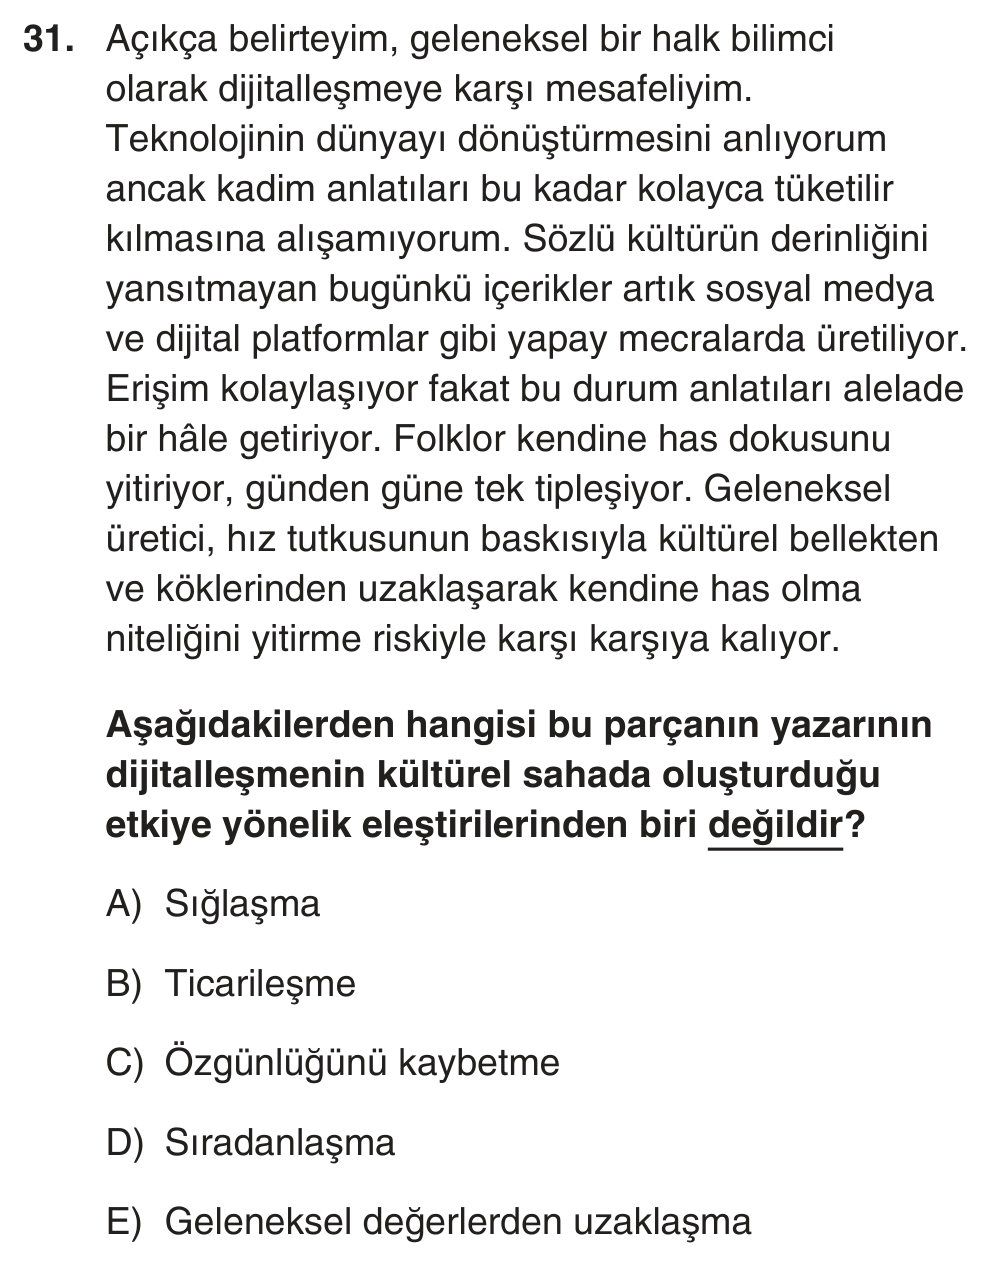 31. Açıkça belirteyim, geleneksel bir halk bilimci
olarak dijitalleşmeye karşı mesafeliyim.
Teknolojinin dünyayı dönüştürmesini anlıyorum
ancak kadim anlatıları bu kadar kolayca tüketilir
kılmasına alışamıyorum. Sözlü kültürün derinliğini
yansıtmayan bugünkü içerikler artık sosyal medya
ve dijital platformlar gibi yapay mecralarda üretiliyor.
Erişim kolaylaşıyor fakat bu durum anlatıları alelade
bir hâle getiriyor. Folklor kendine has dokusunu
yitiriyor, günden güne tek tipleşiyor. Geleneksel
üretici, hız tutkusunun baskısıyla kültürel bellekten
ve köklerinden uzaklaşarak kendine has olma
niteliğini yitirme riskiyle karşı karşıya kalıyor.
Aşağıdakilerden hangisi bu parçanın yazarının
dijitalleşmenin kültürel sahada oluşturduğu
etkiye yönelik eleştirilerinden biri değildir?
A) Sığlaşma
B) Ticarileşme
C) Özgünlüğünü kaybetme
D) Sıradanlaşma
E) Geleneksel değerlerden uzaklaşma